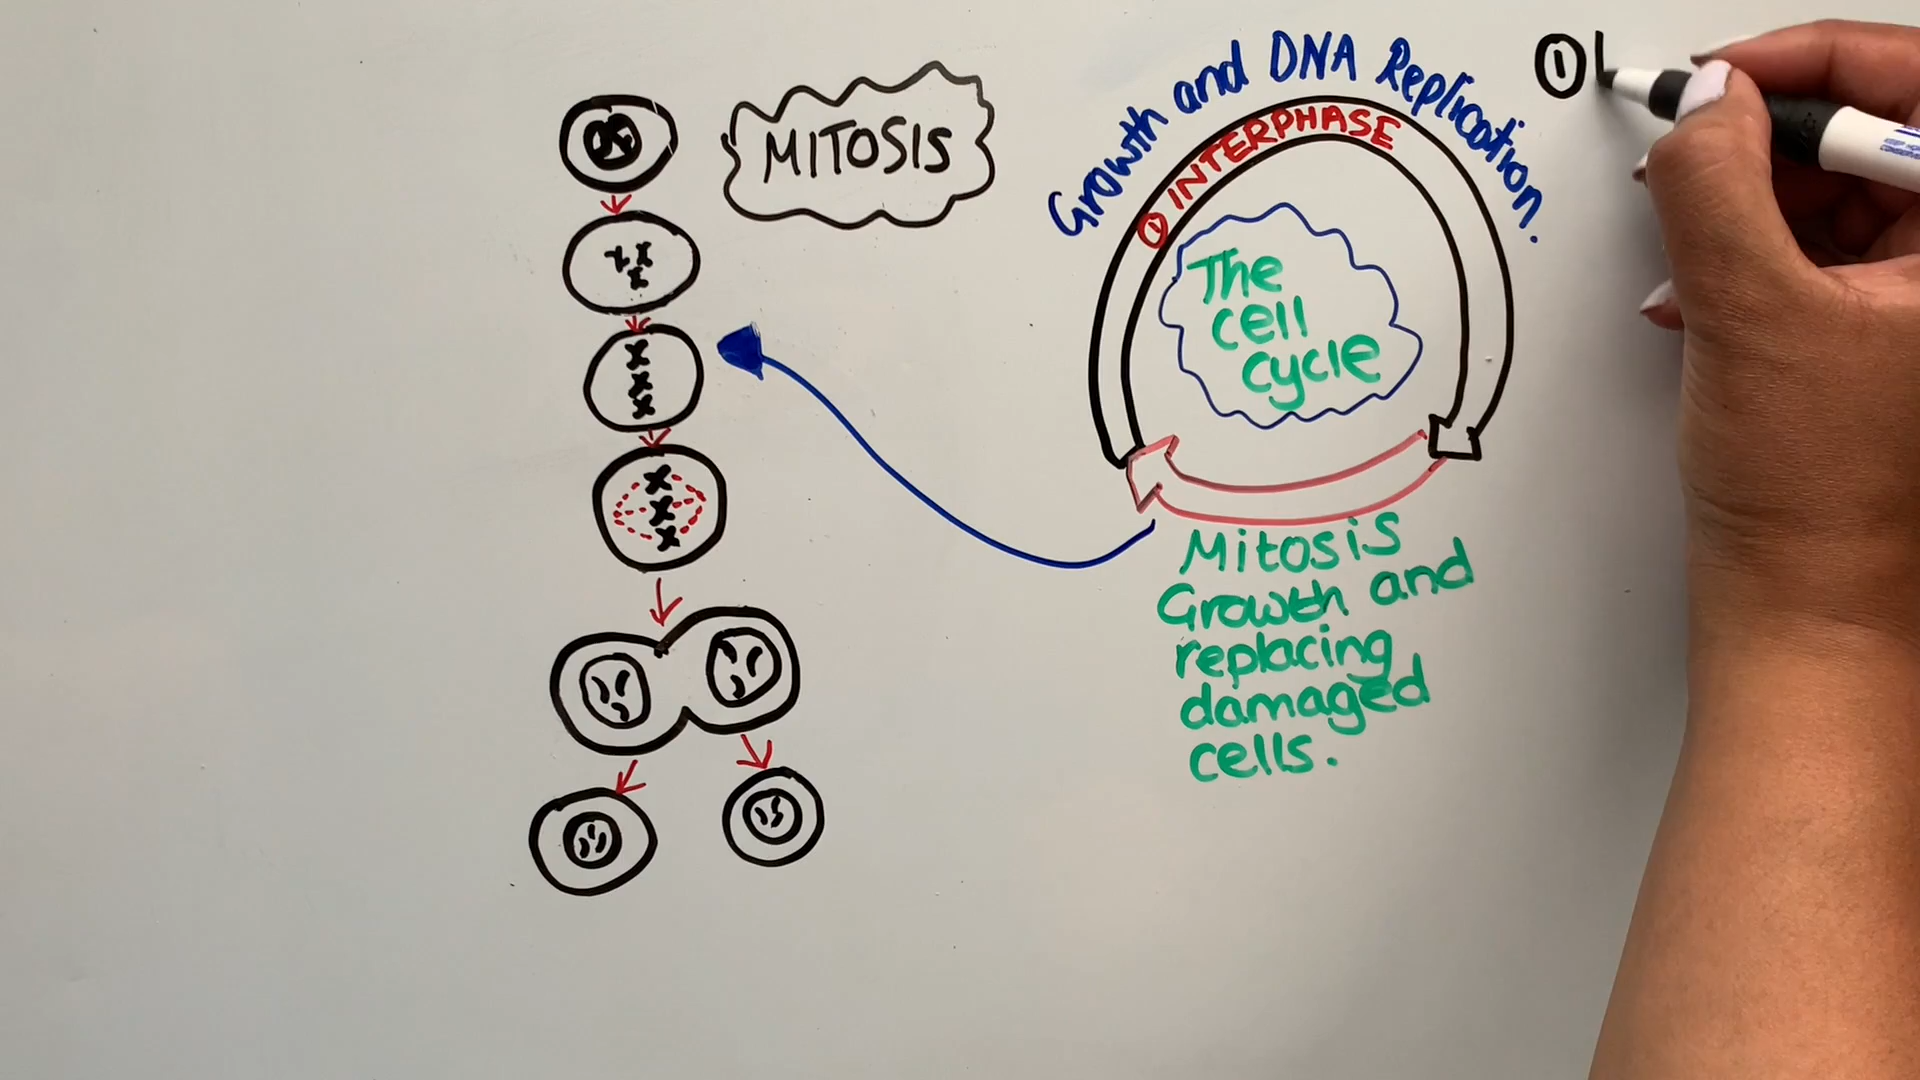 MITOSIS
Growth and DNA Replication.
① INTERPHASE
The
cell
cycle
Mitosis
Growth and
replacing
damaged
cells.
①